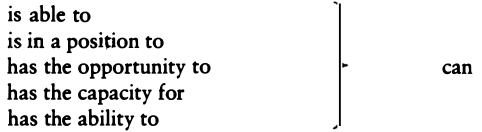 is able to
is in a position to
has the opportunity to can
has the capacity for
has the ability to